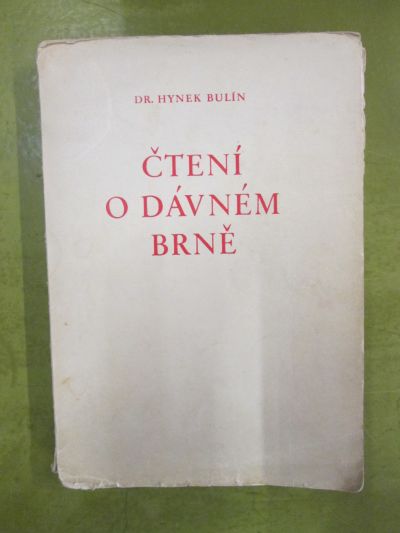 DR. HYNEK BULÍN
ČTENÍ
O DÁVNÉM
BRNĚ